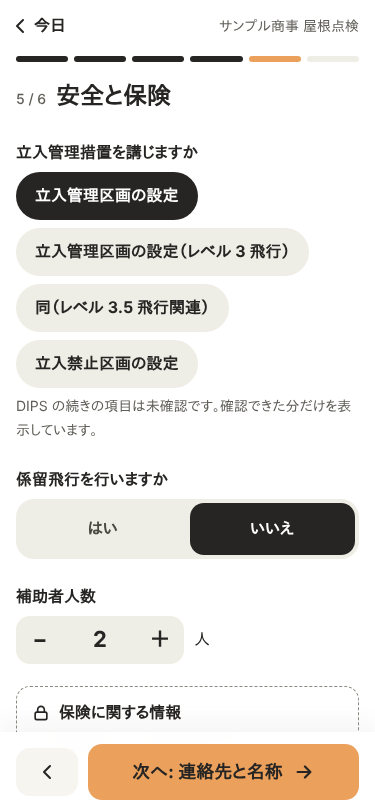 今日
サンプル商事 屋根点検
5 / 6 安全と保険
立入管理措置を講じますか
立入管理区画の設定
立入管理区画の設定（レベル 3 飛行）
同（レベル 3.5 飛行関連）
立入禁止区画の設定
DIPS の続きの項目は未確認です。確認できた分だけを表
示しています。
係留飛行を行いますか
はい
いいえ
補助者人数
− 2 + 人
保険に関する情報
次へ: 連絡先と名称 →